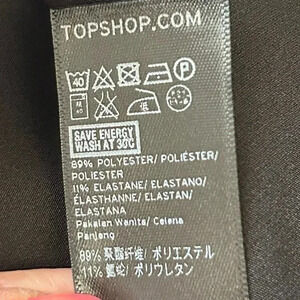 TOPSHOP.COM
40
P
SAVE ENERGY
WASH AT 30C
89% POLYESTER/ POLIÉSTER/
POLIESTER
11% ELASTANE/ ELASTANO/
ÉLASTHANNE/ ELASTAN/
ELASTANA
Pakaian Wanita/ Celana
Panjang
89% 聚酯纤维/ ポリエステル
11% 氨纶/ ポリウレタン